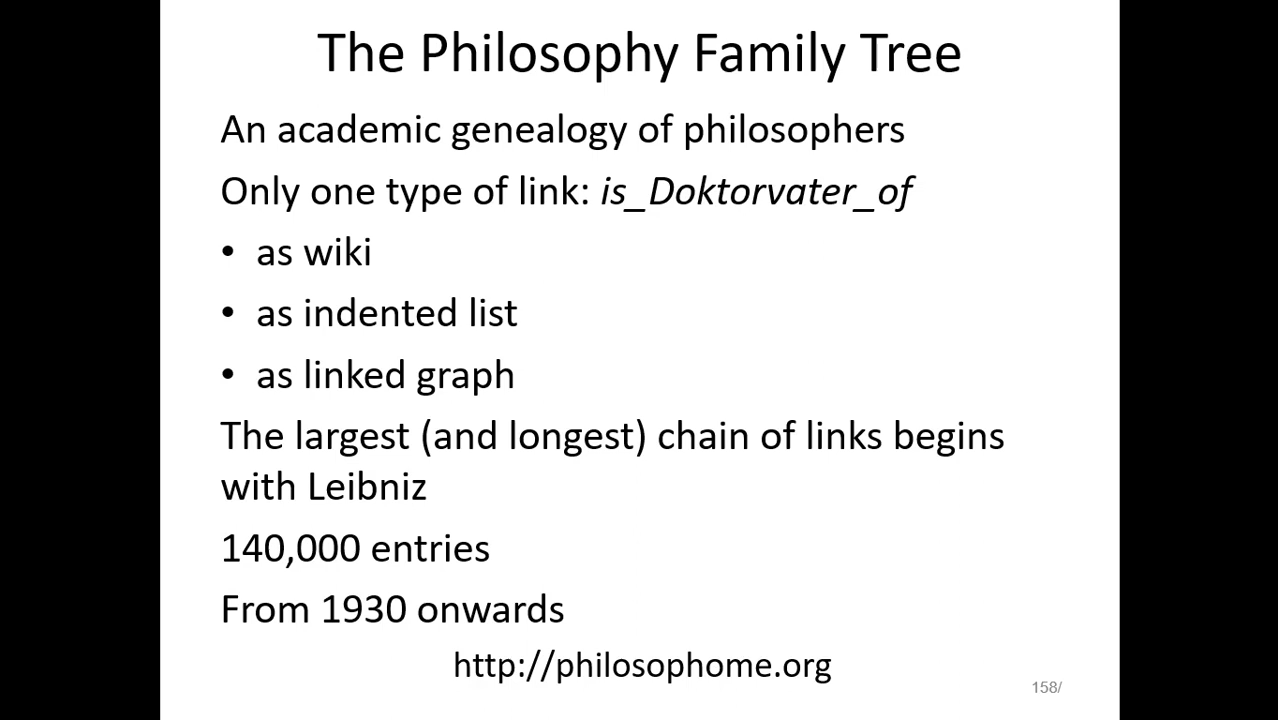 The Philosophy Family Tree
An academic genealogy of philosophers
Only one type of link: is_Doktorvater_of
• as wiki
• as indented list
• as linked graph
The largest (and longest) chain of links begins
with Leibniz
140,000 entries
From 1930 onwards
http://philosophome.org
158/